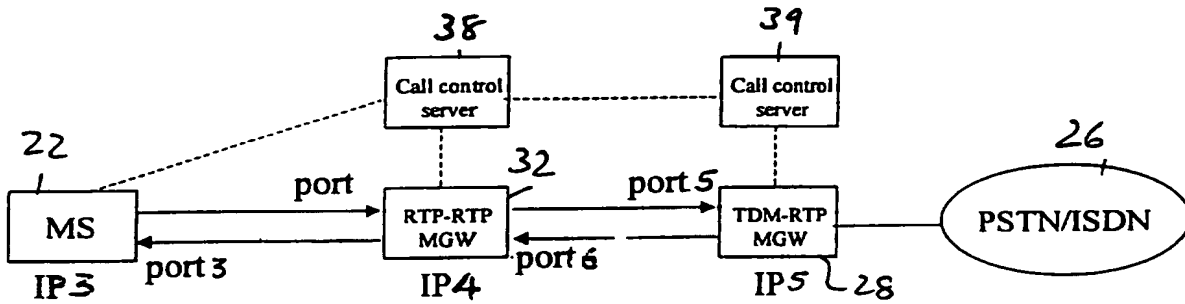 38
39
Call control
server
Call control
server
22
26
32
port
port 5
MS
RTP-RTP
MGW
TDM-RTP
MGW
PSTN/ISDN
port 3
port 6
IP3
IP4
IP5
28